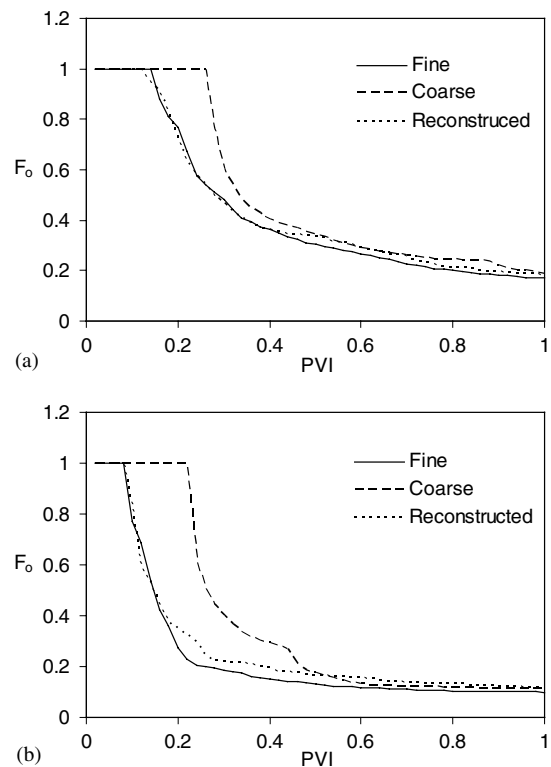 1.2
1
0.8
0.6
0.4
0.2
0
Fo
Fine
Coarse
Reconstruced
0 0.2 0.4 0.6 0.8 1
PVI
(a)
1.2
1
0.8
0.6
0.4
0.2
0
Fo
Fine
Coarse
Reconstructed
0 0.2 0.4 0.6 0.8 1
PVI
(b)